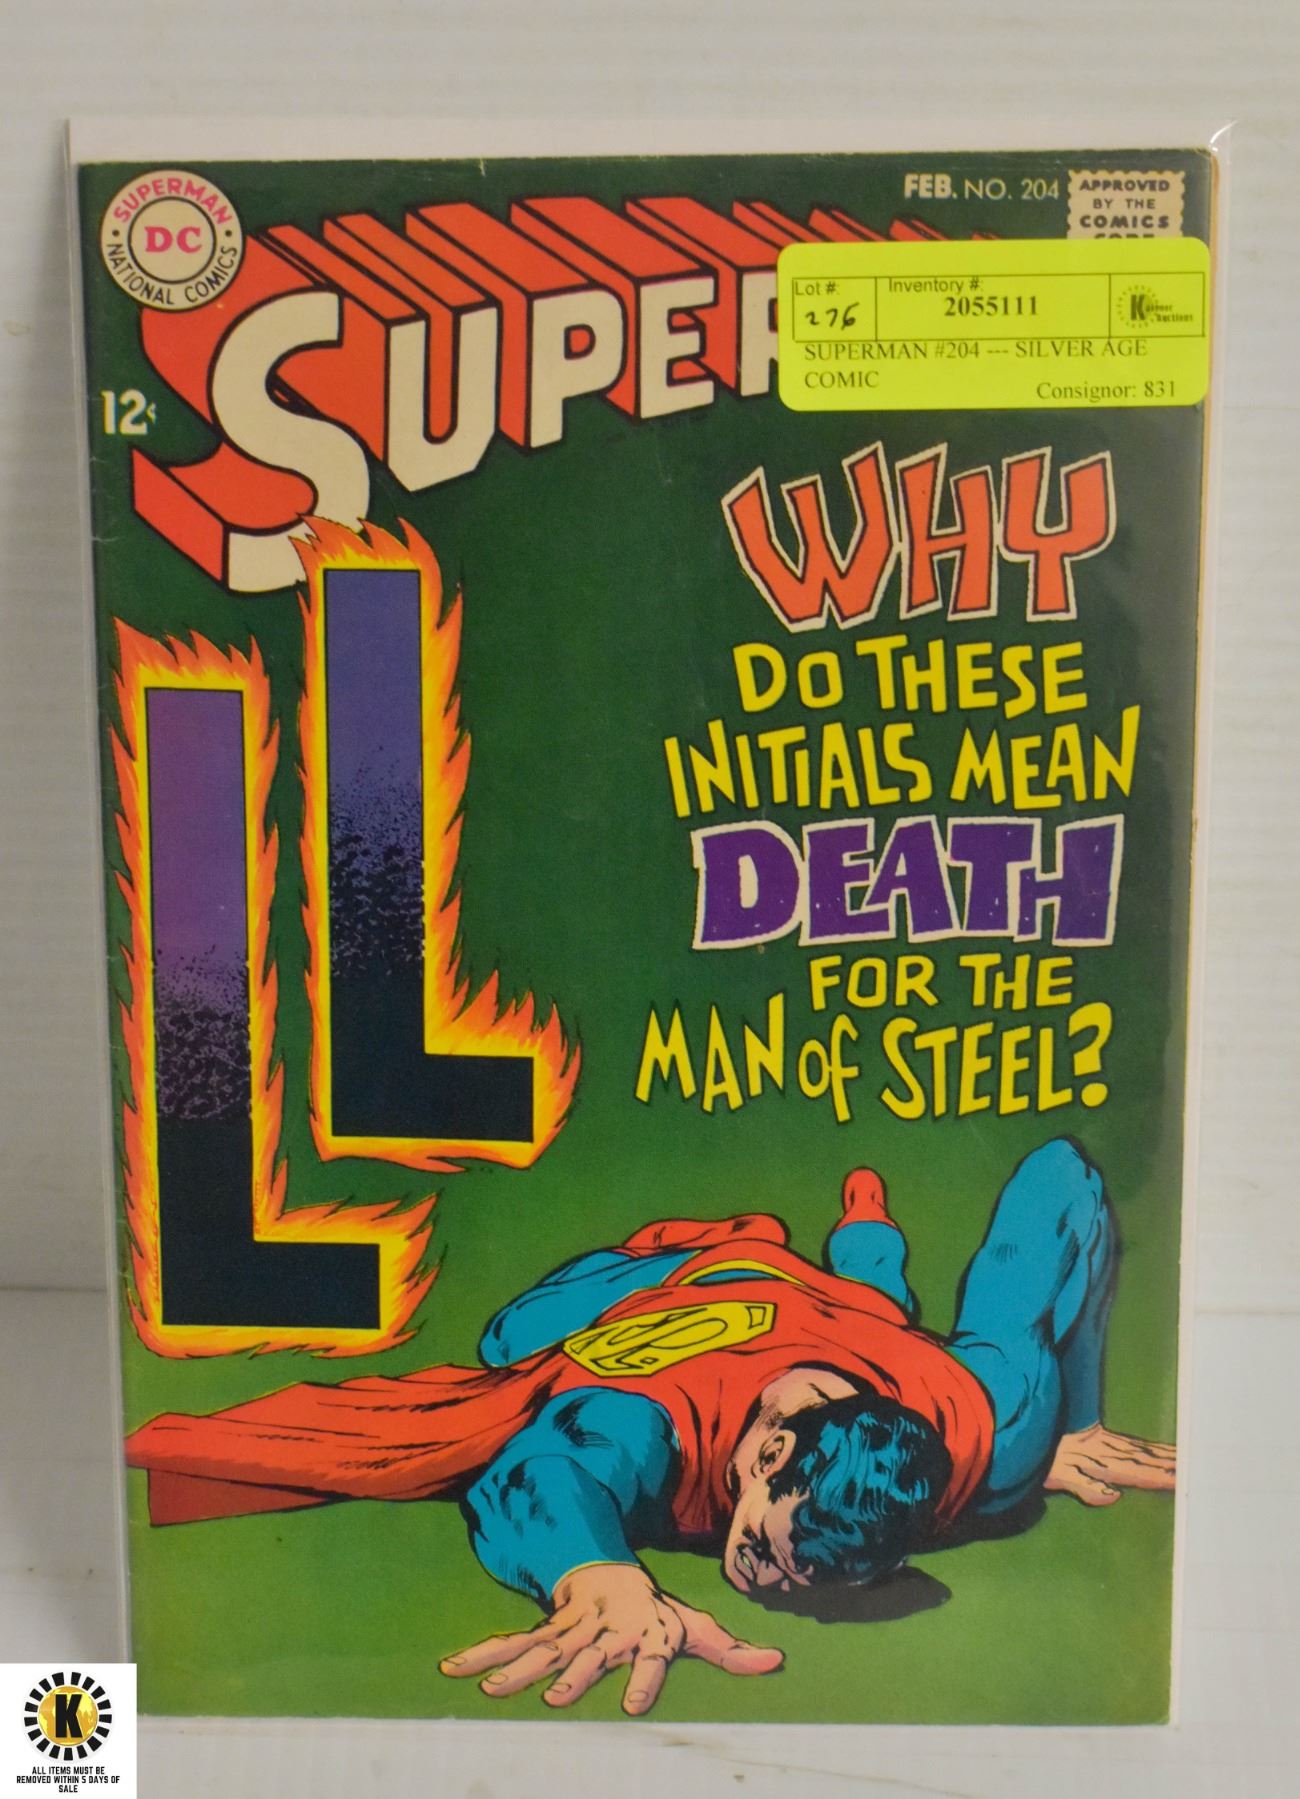 SUPERMAN
DC
NATIONAL COMICS
FEB. NO. 204
APPROVED
BY THE
COMICS
CODE
SUPER
12¢
Lot #:
276
Inventory #:
2055111
SUPERMAN #204 --- SILVER AGE
COMIC
Consignor: 831
WHY
DO THESE
INITIALS MEAN
DEATH
FOR THE
MAN OF STEEL?
L
L
K
ALL ITEMS MUST BE
REMOVED WITHIN 5 DAYS OF
SALE